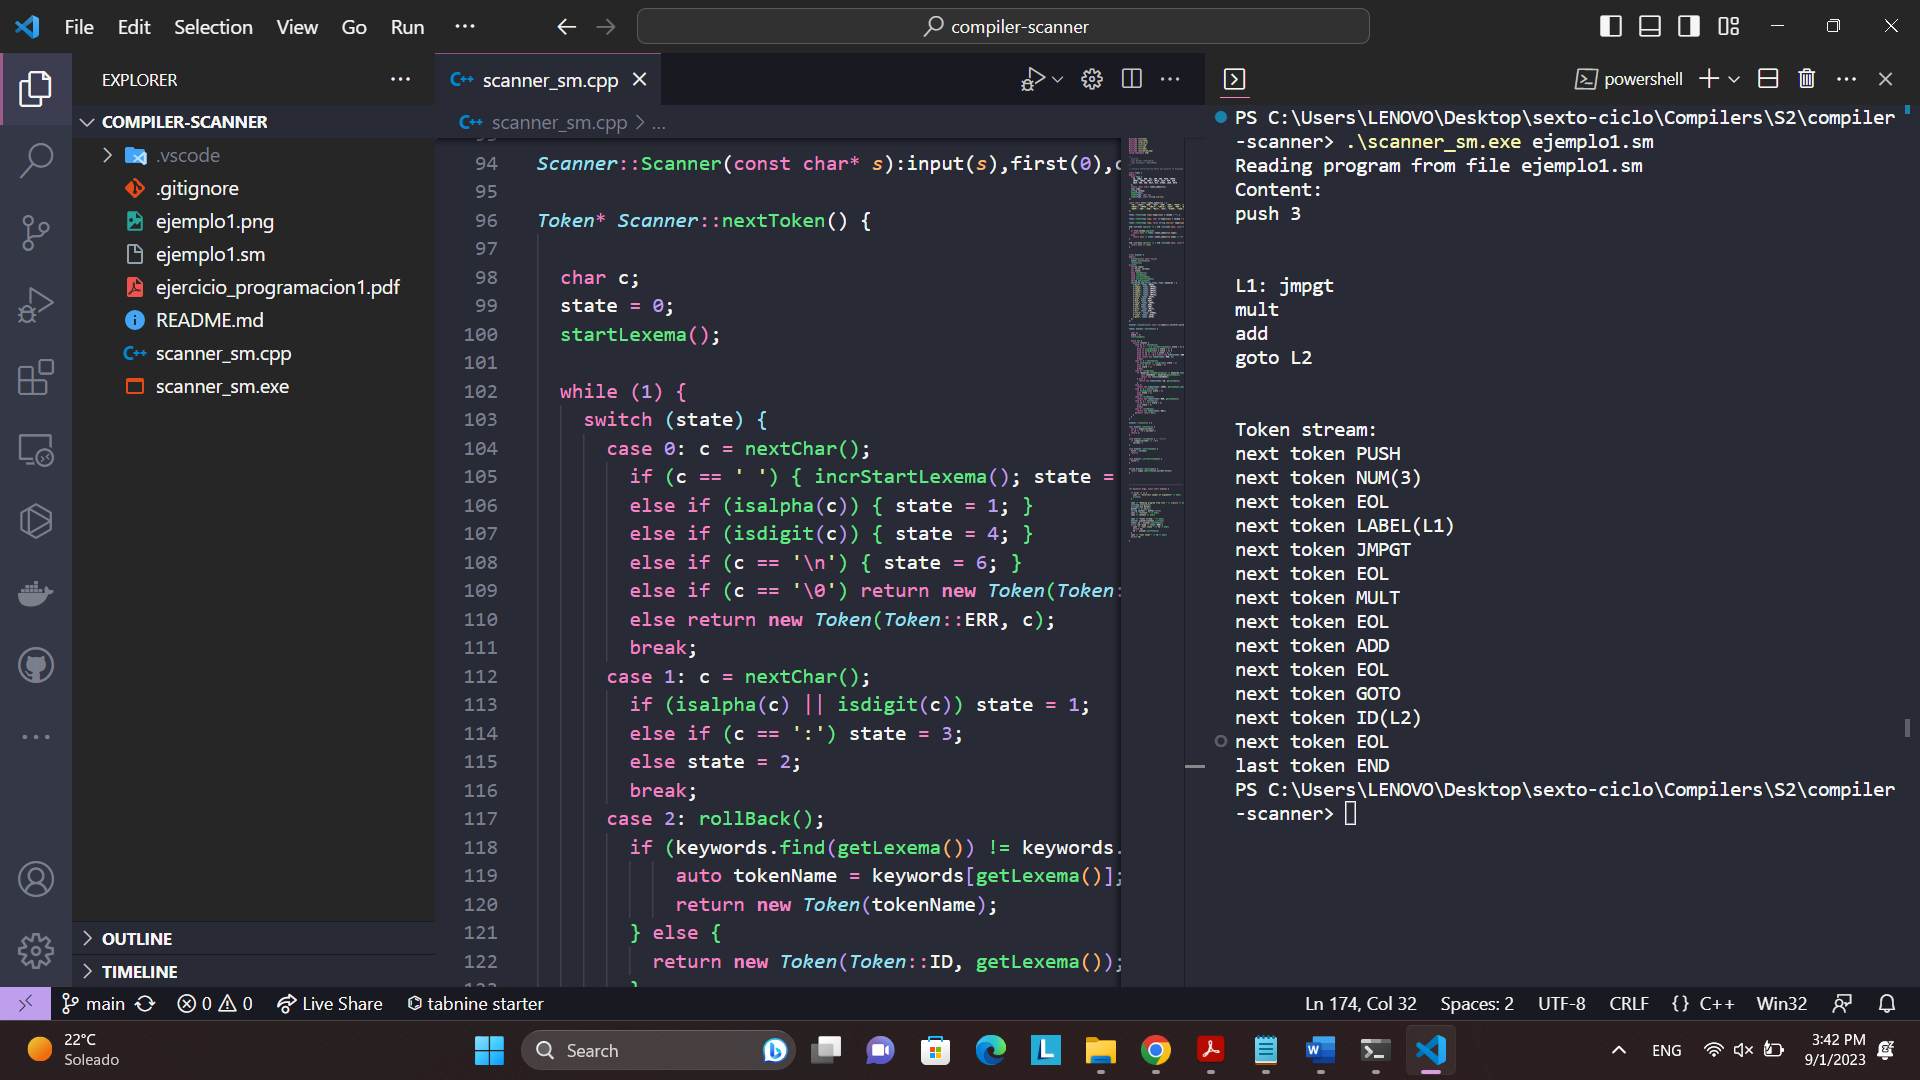 File Edit Selection View Go Run ···
compiler-scanner
EXPLORER
COMPILER-SCANNER
.vscode
.gitignore
ejemplo1.png
ejemplo1.sm
ejercicio_programacion1.pdf
README.md
scanner_sm.cpp
scanner_sm.exe
OUTLINE
TIMELINE
scanner_sm.cpp
scanner_sm.cpp > ...
94 Scanner::Scanner(const char* s):input(s),first(0),
95
96 Token* Scanner::nextToken() {
97
98 char c;
99 state = 0;
100 startLexema();
101
102 while (1) {
103 switch (state) {
104 case 0: c = nextChar();
105 if (c == ' ') { incrStartLexema(); state =
106 else if (isalpha(c)) { state = 1; }
107 else if (isdigit(c)) { state = 4; }
108 else if (c == '\n') { state = 6; }
109 else if (c == '\0') return new Token(Token:
110 else return new Token(Token::ERR, c);
111 break;
112 case 1: c = nextChar();
113 if (isalpha(c) || isdigit(c)) state = 1;
114 else if (c == ':') state = 3;
115 else state = 2;
116 break;
117 case 2: rollBack();
118 if (keywords.find(getLexema()) != keywords.
119 auto tokenName = keywords[getLexema()];
120 return new Token(tokenName);
121 } else {
122 return new Token(Token::ID, getLexema());
powershell
PS C:\Users\LENOVO\Desktop\sexto-ciclo\Compilers\S2\compiler
-scanner> .\scanner_sm.exe ejemplo1.sm
Reading program from file ejemplo1.sm
Content:
push 3
L1: jmpgt
mult
add
goto L2
Token stream:
next token PUSH
next token NUM(3)
next token EOL
next token LABEL(L1)
next token JMPGT
next token EOL
next token MULT
next token EOL
next token ADD
next token EOL
next token GOTO
next token ID(L2)
next token EOL
last token END
PS C:\Users\LENOVO\Desktop\sexto-ciclo\Compilers\S2\compiler
-scanner>
main 0 0 Live Share tabnine starter
Ln 174, Col 32 Spaces: 2 UTF-8 CRLF {} C++ Win32
22°C
Soleado
Search
ENG
3:42 PM
9/1/2023